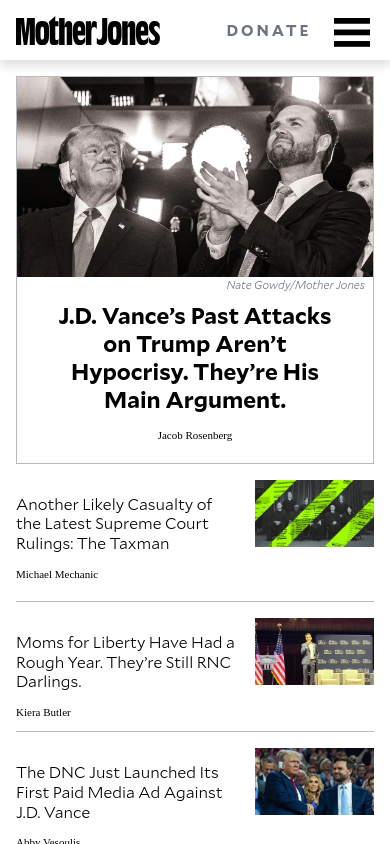 Mother Jones
DONATE
Nate Gowdy/Mother Jones
J.D. Vance’s Past Attacks
on Trump Aren’t
Hypocrisy. They’re His
Main Argument.
Jacob Rosenberg
Another Likely Casualty of
the Latest Supreme Court
Rulings: The Taxman
Michael Mechanic
Moms for Liberty Have Had a
Rough Year. They’re Still RNC
Darlings.
Kiera Butler
The DNC Just Launched Its
First Paid Media Ad Against
J.D. Vance
Abby Vesoulis